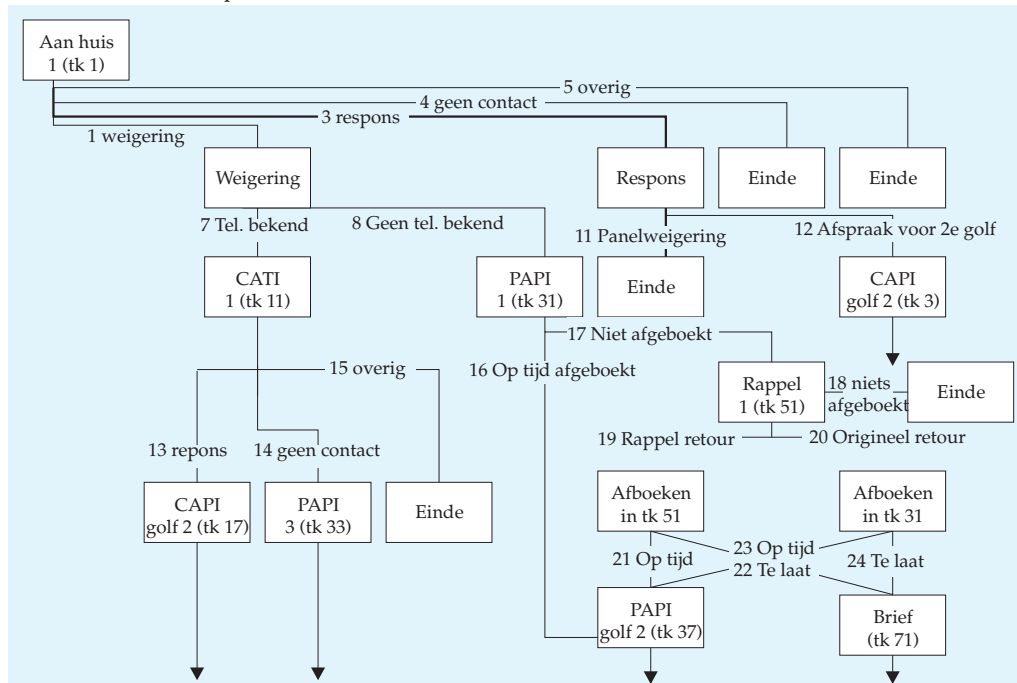 Aan huis
1 (tk 1)
5 overig
4 geen contact
3 respons
1 weigering
Weigering
Respons
Einde
Einde
7 Tel. bekend
8 Geen tel. bekend
11 Panelweigering
12 Afspraak voor 2e golf
CATI
1 (tk 11)
PAPI
1 (tk 31)
Einde
CAPI
golf 2 (tk 3)
17 Niet afgeboekt
15 overig
16 Op tijd afgeboekt
Rappel
1 (tk 51)
18 niets
afgeboekt
Einde
19 Rappel retour
20 Origineel retour
13 repons
14 geen contact
CAPI
golf 2 (tk 17)
PAPI
3 (tk 33)
Einde
Afboeken
in tk 51
Afboeken
in tk 31
23 Op tijd
21 Op tijd
24 Te laat
22 Te laat
PAPI
golf 2 (tk 37)
Brief
(tk 71)